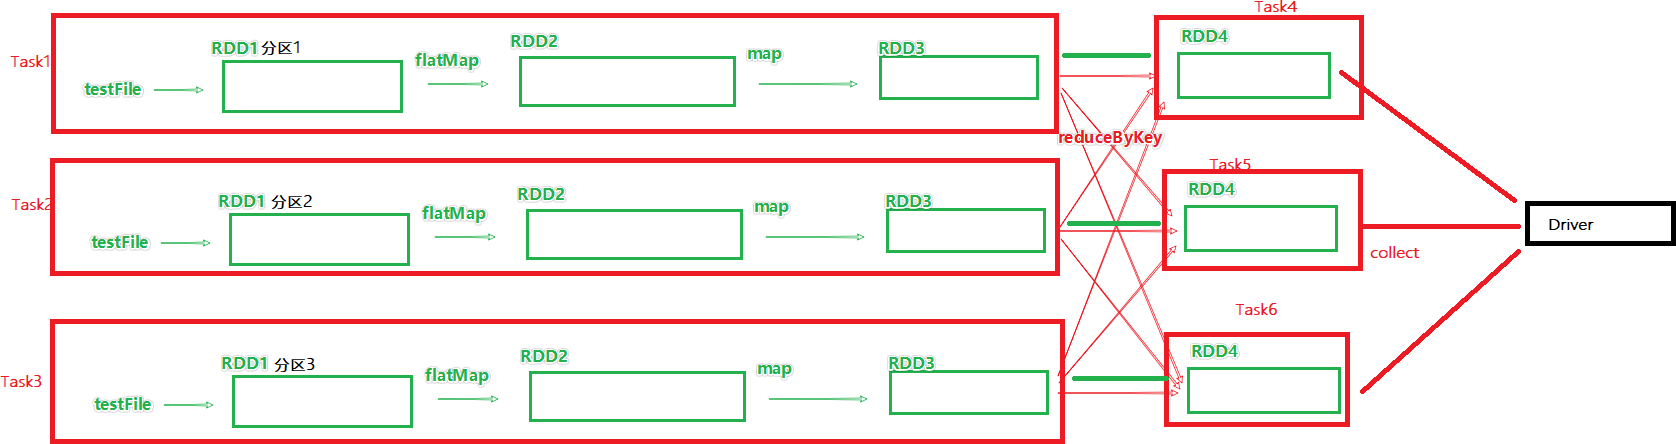 Task4
RDD1 分区1
flatMap
RDD2
map
RDD3
RDD4
Task1
testFile
reduceByKey
Task5
Task2
RDD1 分区2
flatMap
RDD2
map
RDD3
RDD4
testFile
Driver
collect
Task6
Task3
RDD1 分区3
flatMap
RDD2
map
RDD3
RDD4
testFile